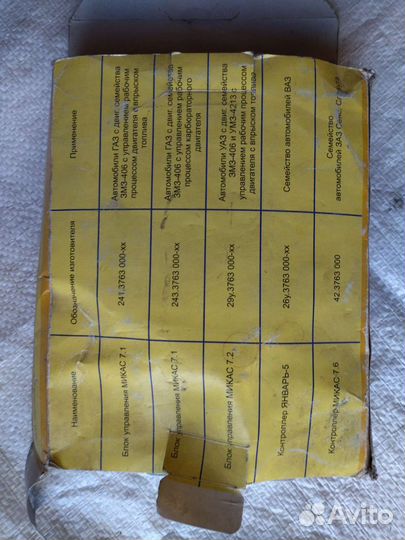 Наименование
Обозначение изготовителя
Применение
Блок управления МИКАС 7.1
241.3763 000-хх
Автомобили ГАЗ с двиг. семейства
ЗМЗ-406 с управлением рабочим
процессом двигателя с впрыском
топлива
Блок управления МИКАС 7.1
243.3763 000-хх
Автомобили ГАЗ с двиг. семейства
ЗМЗ-406 с управлением рабочим
процессом карбюраторного
двигателя
Блок управления МИКАС 7.2
29у.3763 000-хх
Автомобили УАЗ с двиг. семейства
ЗМЗ-406 и УМЗ-4213 с
управлением рабочим процессом
двигателя с впрыском топлива
Контроллер ЯНВАРЬ-5
26у.3763 000-хх
Семейство автомобилей ВАЗ
Контроллер МИКАС 7.6
42.3763 000
Семейство
автомобилей ЗАЗ
Avito